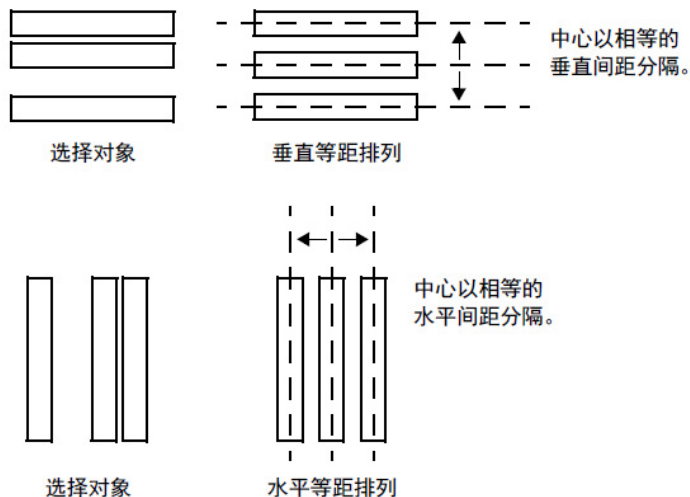 中心以相等的
垂直间距分隔。
选择对象
垂直等距排列
中心以相等的
水平间距分隔。
选择对象
水平等距排列